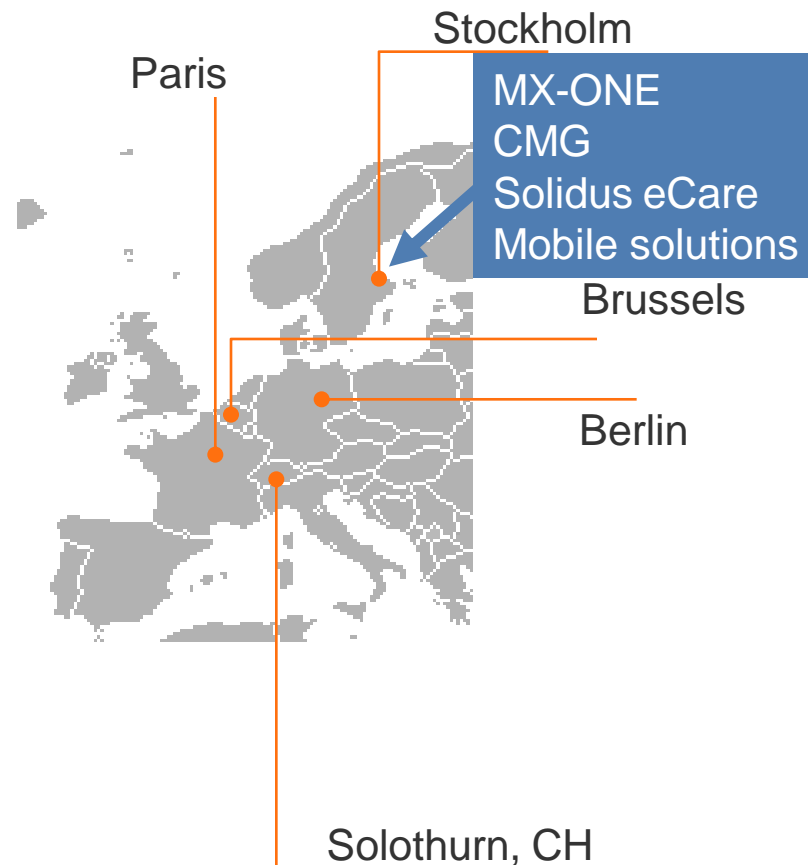 Stockholm
Paris
MX-ONE
CMG
Solidus eCare
Mobile solutions
Brussels
Berlin
Solothurn, CH